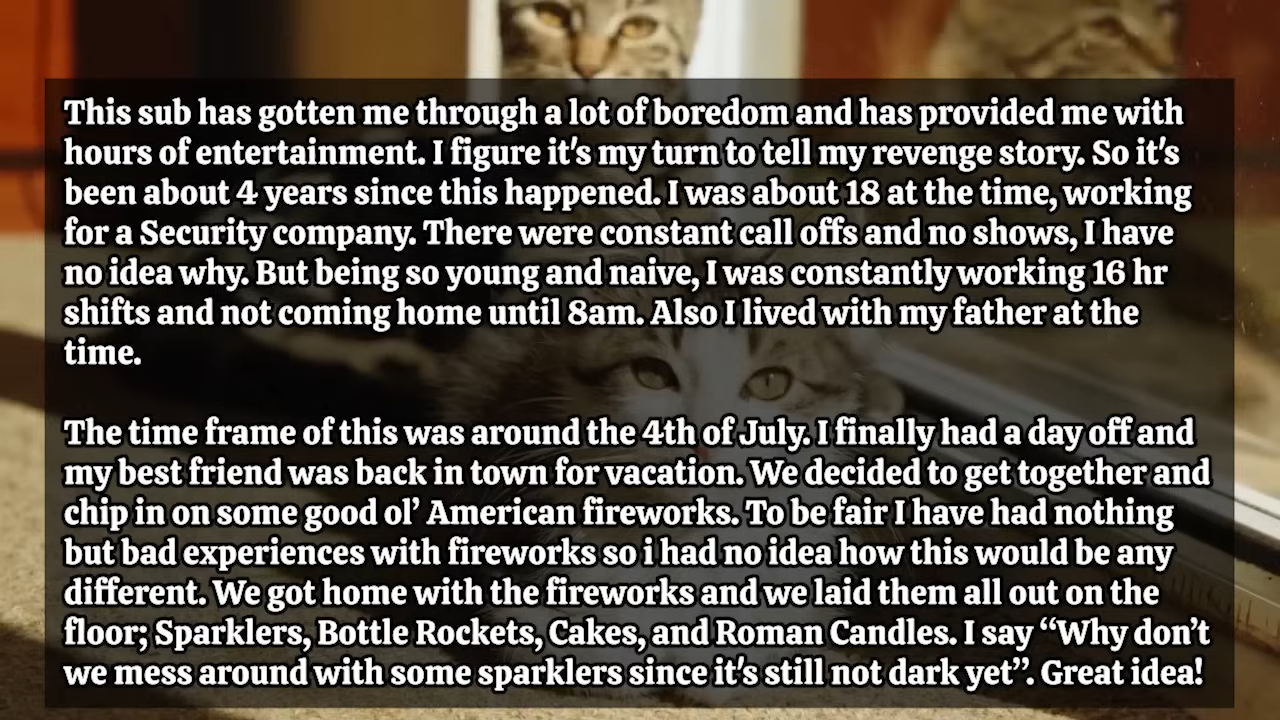 This sub has gotten me through a lot of boredom and has provided me with
hours of entertainment. I figure it's my turn to tell my revenge story. So it's
been about 4 years since this happened. I was about 18 at the time, working
for a Security company. There were constant call offs and no shows, I have
no idea why. But being so young and naive, I was constantly working 16 hr
shifts and not coming home until 8am. Also I lived with my father at the
time.
The time frame of this was around the 4th of July. I finally had a day off and
my best friend was back in town for vacation. We decided to get together and
chip in on some good ol’ American fireworks. To be fair I have had nothing
but bad experiences with fireworks so i had no idea how this would be any
different. We got home with the fireworks and we laid them all out on the
floor; Sparklers, Bottle Rockets, Cakes, and Roman Candles. I say “Why don’t
we mess around with some sparklers since it's still not dark yet”. Great idea!